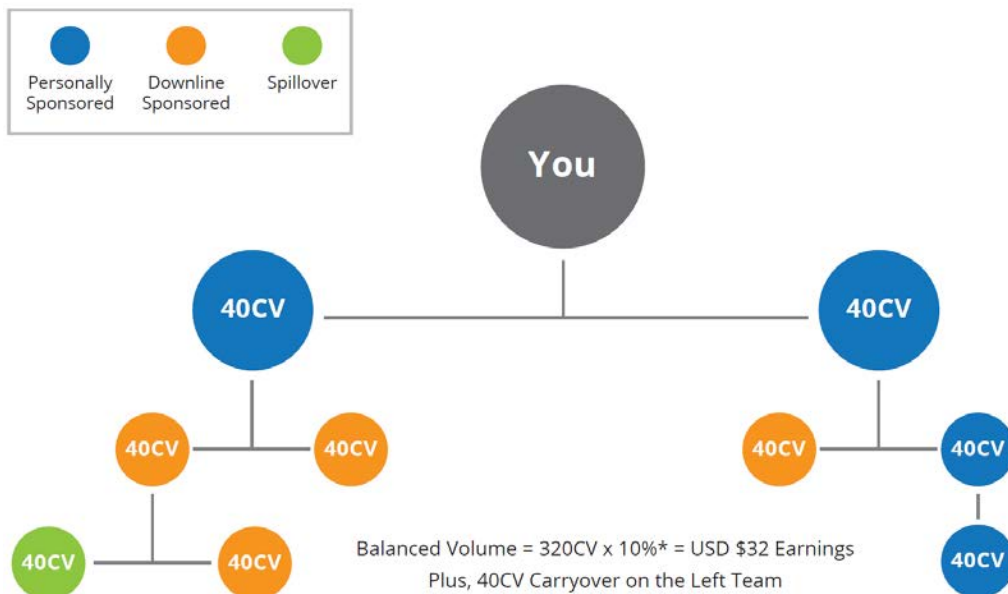 Personally
Sponsored
Downline
Sponsored
Spillover
You
40CV
40CV
40CV
40CV
40CV
40CV
40CV
40CV
40CV
Balanced Volume = 320CV x 10%* = USD $32 Earnings
Plus, 40CV Carryover on the Left Team